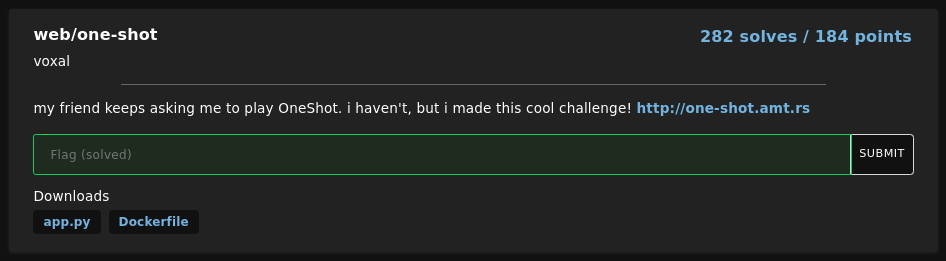 web/one-shot
282 solves / 184 points
voxal
my friend keeps asking me to play OneShot. i haven't, but i made this cool challenge! http://one-shot.amt.rs
Flag (solved)
SUBMIT
Downloads
app.py
Dockerfile